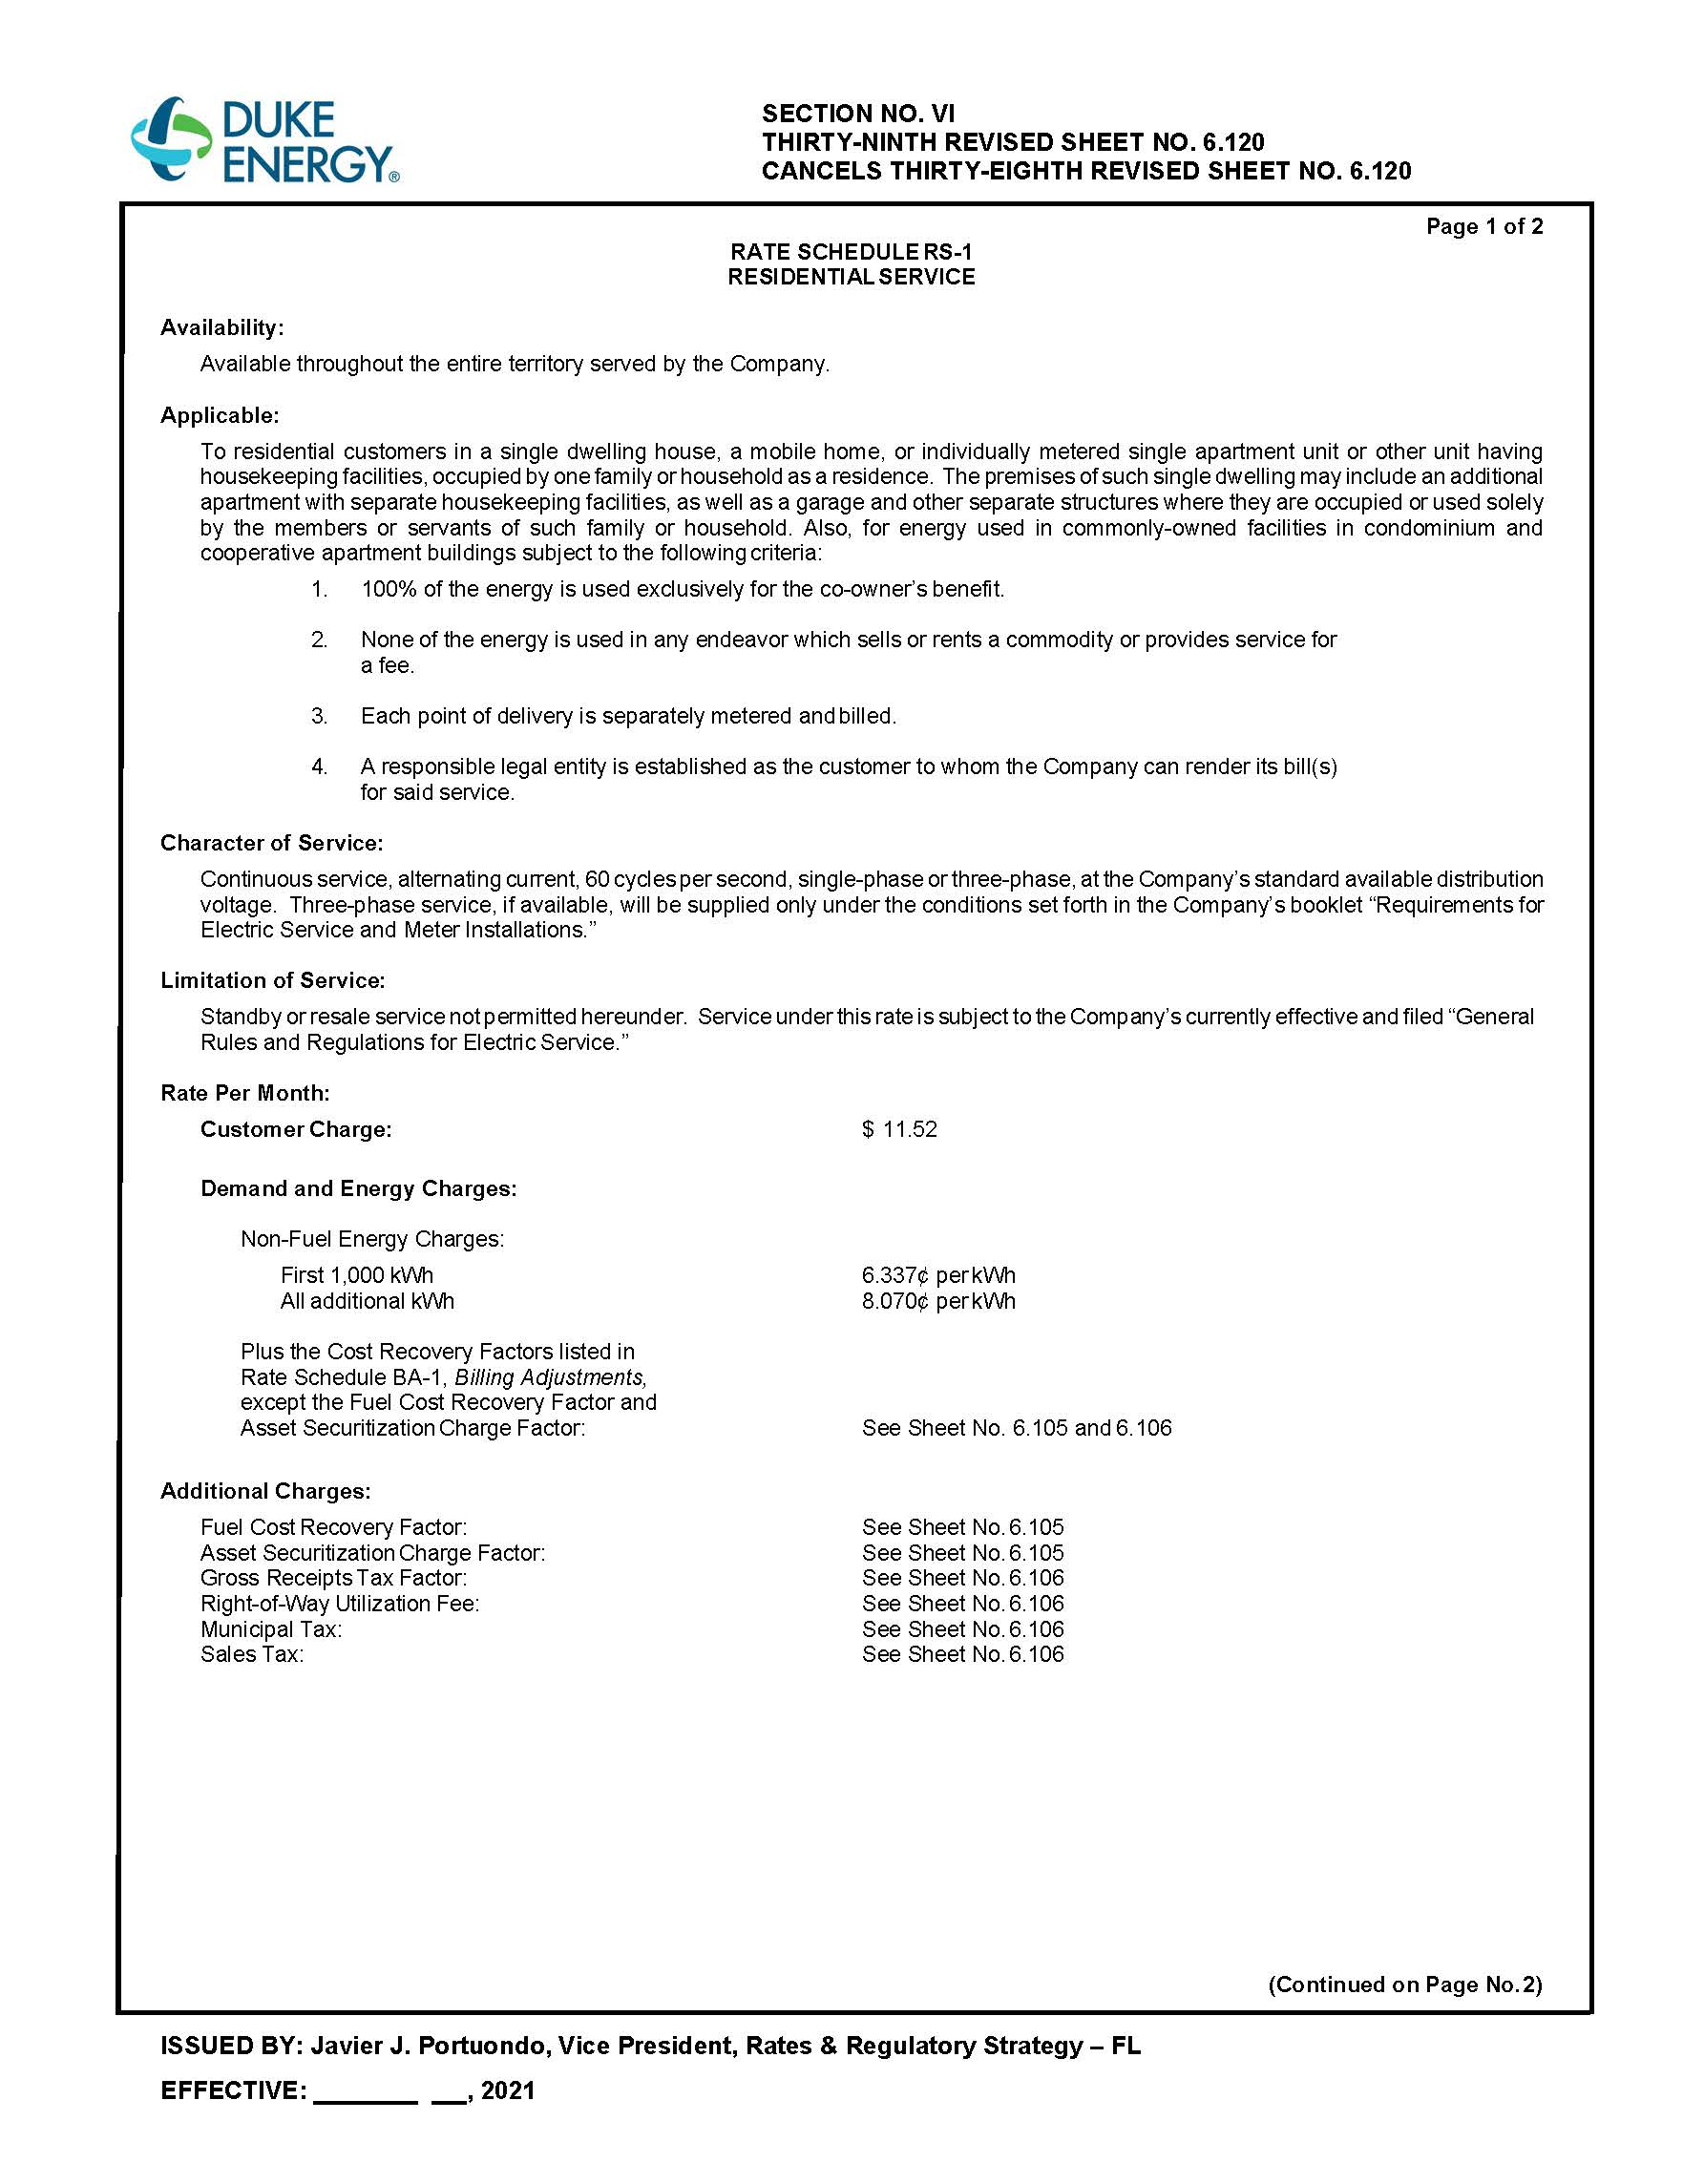 DUKE
ENERGY®
SECTION NO. VI
THIRTY-NINTH REVISED SHEET NO. 6.120
CANCELS THIRTY-EIGHTH REVISED SHEET NO. 6.120
Page 1 of 2
RATE SCHEDULE RS-1
RESIDENTIAL SERVICE
Availability:
Available throughout the entire territory served by the Company.
Applicable:
To residential customers in a single dwelling house, a mobile home, or individually metered single apartment unit or other unit having
housekeeping facilities, occupied by one family or household as a residence. The premises of such single dwelling may include an additional
apartment with separate housekeeping facilities, as well as a garage and other separate structures where they are occupied or used solely
by the members or servants of such family or household. Also, for energy used in commonly-owned facilities in condominium and
cooperative apartment buildings subject to the following criteria:
1. 100% of the energy is used exclusively for the co-owner's benefit.
2. None of the energy is used in any endeavor which sells or rents a commodity or provides service for
a fee.
3. Each point of delivery is separately metered and billed.
4. A responsible legal entity is established as the customer to whom the Company can render its bill(s)
for said service.
Character of Service:
Continuous service, alternating current, 60 cycles per second, single-phase or three-phase, at the Company's standard available distribution
voltage. Three-phase service, if available, will be supplied only under the conditions set forth in the Company's booklet "Requirements for
Electric Service and Meter Installations."
Limitation of Service:
Standby or resale service not permitted hereunder. Service under this rate is subject to the Company's currently effective and filed "General
Rules and Regulations for Electric Service."
Rate Per Month:
Customer Charge: $ 11.52
Demand and Energy Charges:
Non-Fuel Energy Charges:
First 1,000 kWh 6.337¢ per kWh
All additional kWh 8.070¢ per kWh
Plus the Cost Recovery Factors listed in
Rate Schedule BA-1, Billing Adjustments,
except the Fuel Cost Recovery Factor and
Asset Securitization Charge Factor: See Sheet No. 6.105 and 6.106
Additional Charges:
Fuel Cost Recovery Factor: See Sheet No. 6.105
Asset Securitization Charge Factor: See Sheet No. 6.105
Gross Receipts Tax Factor: See Sheet No. 6.106
Right-of-Way Utilization Fee: See Sheet No. 6.106
Municipal Tax: See Sheet No. 6.106
Sales Tax: See Sheet No. 6.106
(Continued on Page No. 2)
ISSUED BY: Javier J. Portuondo, Vice President, Rates & Regulatory Strategy – FL
EFFECTIVE: ________ ___, 2021